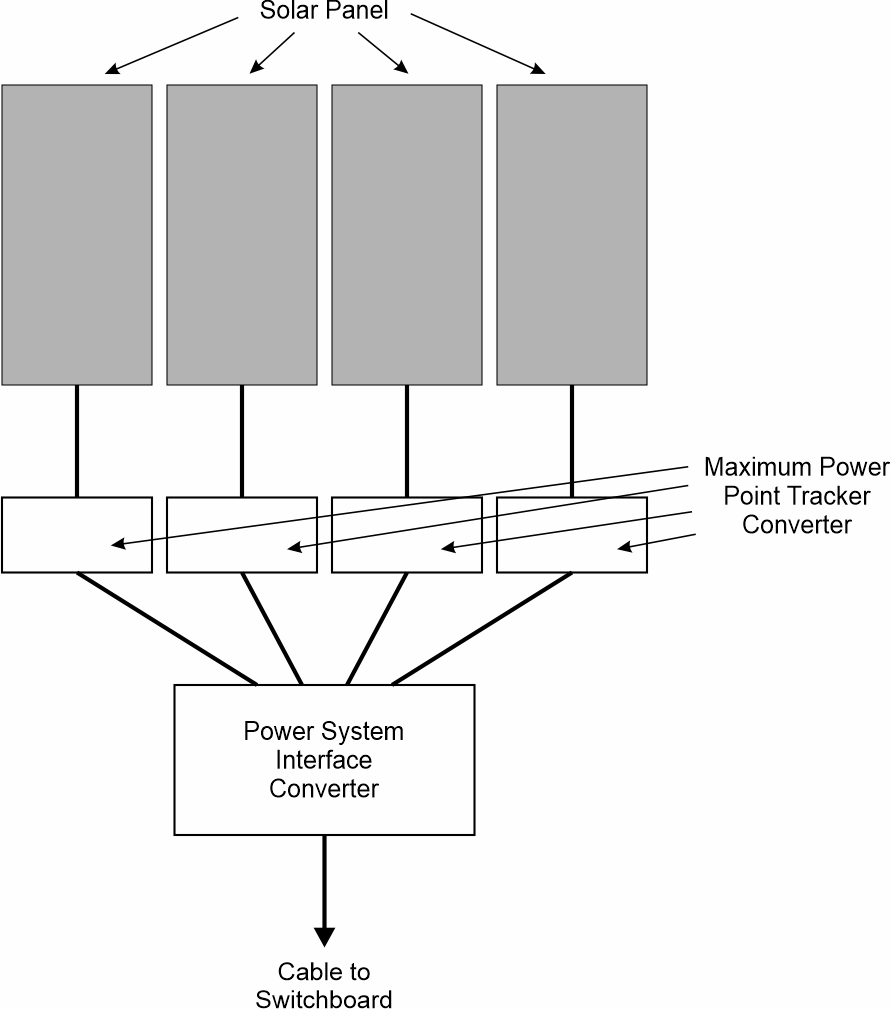 Solar Panel
Maximum Power
Point Tracker
Converter
Power System
Interface
Converter
Cable to
Switchboard